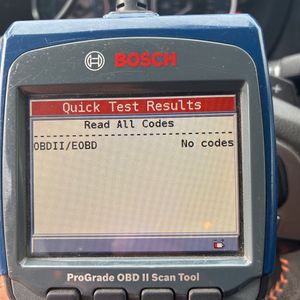 BOSCH
Quick Test Results
Read All Codes
OBDII/EOBD No codes
ProGrade OBD II Scan Tool